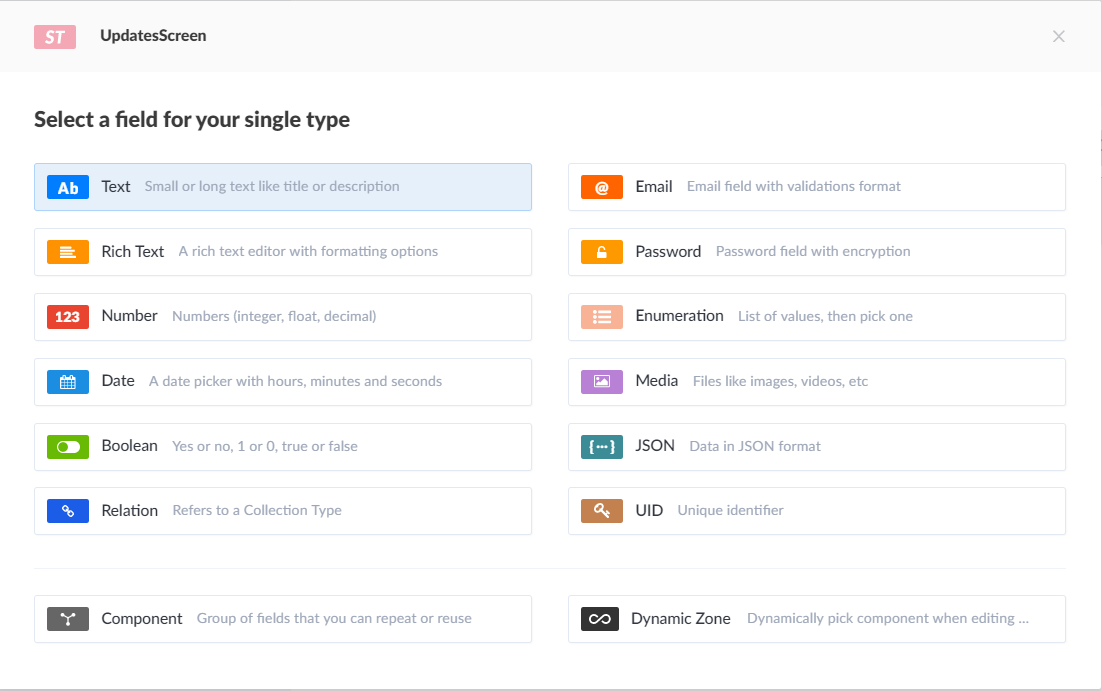 ST UpdatesScreen
Select a field for your single type
Ab Text Small or long text like title or description
@ Email Email field with validations format
Rich Text A rich text editor with formatting options
Password Password field with encryption
123 Number Numbers (integer, float, decimal)
Enumeration List of values, then pick one
Date A date picker with hours, minutes and seconds
Media Files like images, videos, etc
Boolean Yes or no, 1 or 0, true or false
{...} JSON Data in JSON format
Relation Refers to a Collection Type
UID Unique identifier
Component Group of fields that you can repeat or reuse
Dynamic Zone Dynamically pick component when editing ...